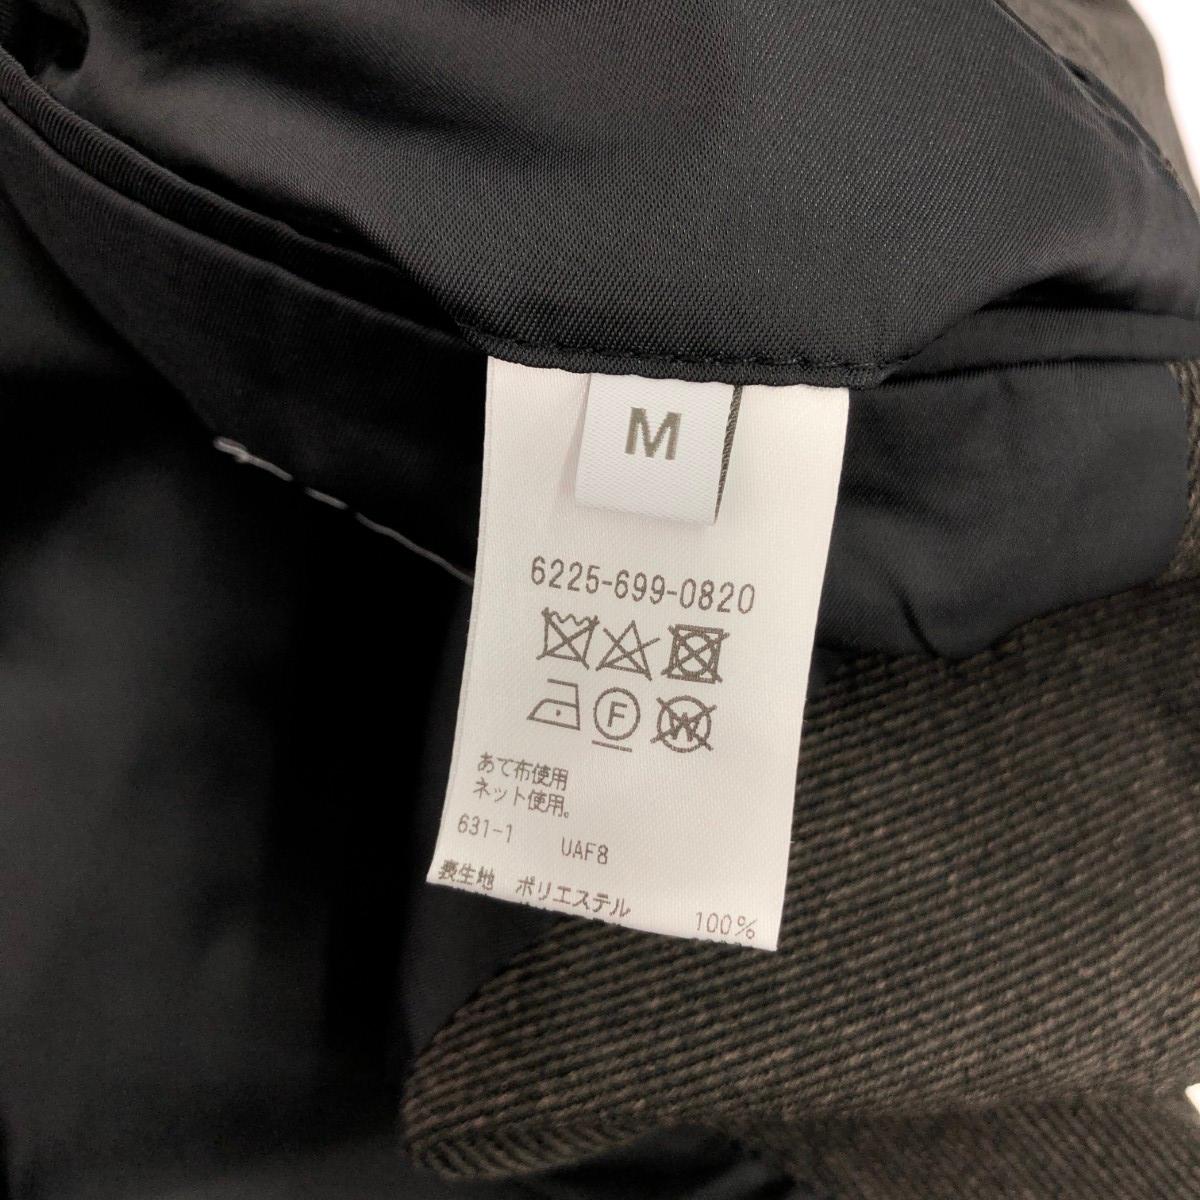 M
6225-699-0820
F
W
あて布使用
ネット使用。
631-1 UAF8
表生地 ポリエステル 100%